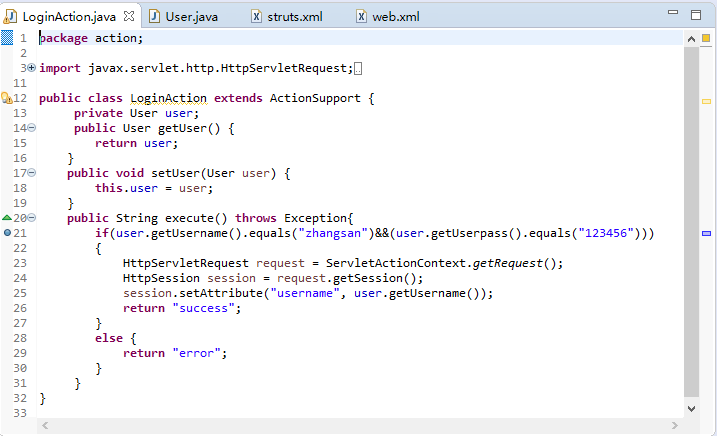 LoginAction.java User.java struts.xml web.xml
1 package action;
2
3 import javax.servlet.http.HttpServletRequest;
11
12 public class LoginAction extends ActionSupport {
13 private User user;
14 public User getUser() {
15 return user;
16 }
17 public void setUser(User user) {
18 this.user = user;
19 }
20 public String execute() throws Exception{
21 if(user.getUsername().equals("zhangsan")&&(user.getUserpass().equals("123456")))
22 {
23 HttpServletRequest request = ServletActionContext.getRequest();
24 HttpSession session = request.getSession();
25 session.setAttribute("username", user.getUsername());
26 return "success";
27 }
28 else {
29 return "error";
30 }
31 }
32 }
33